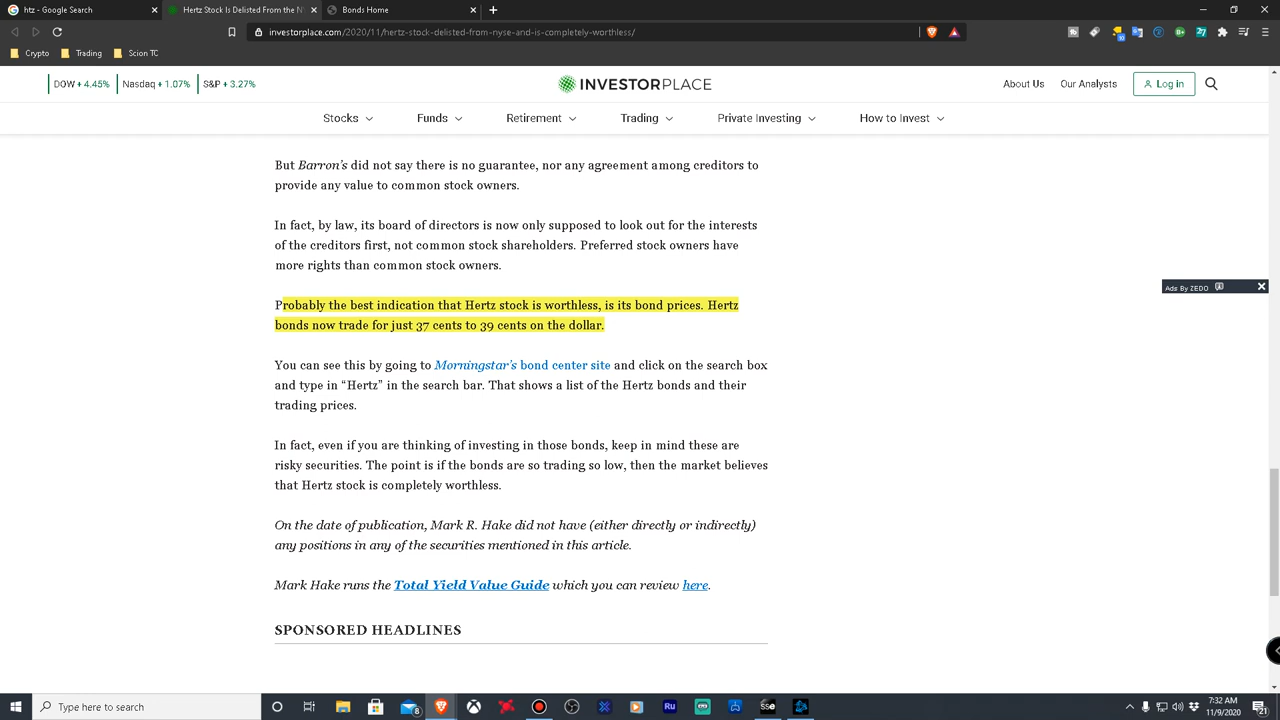 htz - Google Search
Hertz Stock Is Delisted From the N
Bonds Home
investorplace.com/2020/11/hertz-stock-delisted-from-nyse-and-is-completely-worthless/
Crypto
Trading
Scion TC
DOW + 4.45%
Nasdaq + 1.07%
S&P + 3.27%
INVESTORPLACE
About Us
Our Analysts
Log in
Stocks
Funds
Retirement
Trading
Private Investing
How to Invest
But Barron's did not say there is no guarantee, nor any agreement among creditors to
provide any value to common stock owners.
In fact, by law, its board of directors is now only supposed to look out for the interests
of the creditors first, not common stock shareholders. Preferred stock owners have
more rights than common stock owners.
Ads By ZEDO
Probably the best indication that Hertz stock is worthless, is its bond prices. Hertz
bonds now trade for just 37 cents to 39 cents on the dollar.
You can see this by going to Morningstar's bond center site and click on the search box
and type in “Hertz” in the search bar. That shows a list of the Hertz bonds and their
trading prices.
In fact, even if you are thinking of investing in those bonds, keep in mind these are
risky securities. The point is if the bonds are so trading so low, then the market believes
that Hertz stock is completely worthless.
On the date of publication, Mark R. Hake did not have (either directly or indirectly)
any positions in any of the securities mentioned in this article.
Mark Hake runs the Total Yield Value Guide which you can review here.
SPONSORED HEADLINES
Type here to search
8
Ru
SSE
7:32 AM
11/9/2020
21